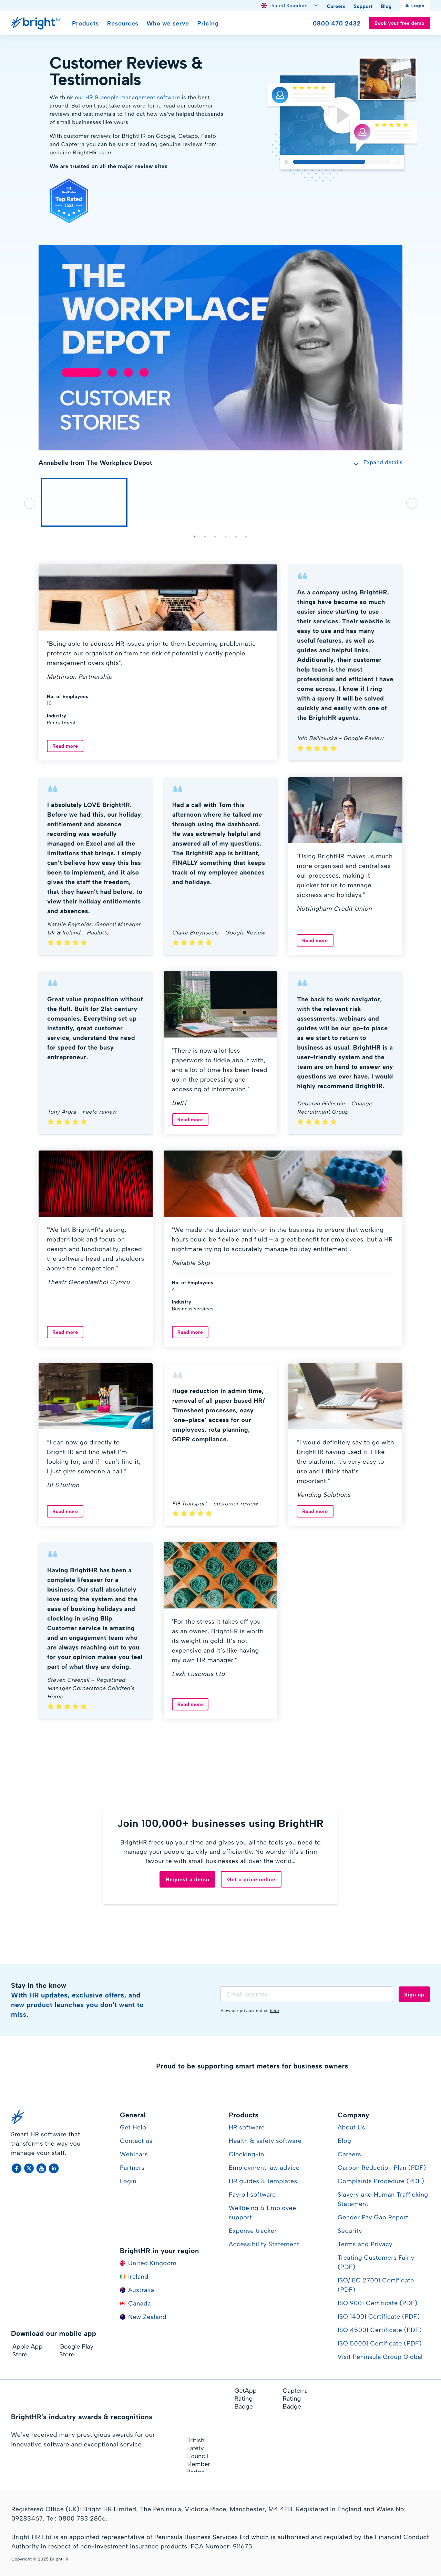 United Kingdom
Careers
Support
Blog
Login
bright HR
Products
Resources
Who we serve
Pricing
0800 470 2432
Book your free demo
Customer Reviews &
Testimonials
We think our HR & people management software is the best
around. But don't just take our word for it, read our customer
reviews and testimonials to find out how we've helped thousands
of small businesses like yours.
With customer reviews for BrightHR on Google, Getapp, Feefo
and Capterra you can be sure of reading genuine reviews from
genuine BrightHR users.
We are trusted on all the major review sites
Top Rated
2023
THE
WORKPLACE
DEPOT
CUSTOMER
STORIES
Annabelle from The Workplace Depot
Expand details
"Being able to address HR issues prior to them becoming problematic
protects our organisation from the risk of potentially costly people
management oversights".
Mattinson Partnership
No. of Employees
15
Industry
Recruitment
Read more
As a company using BrightHR,
things have become so much
easier since starting to use
their services. Their website is
easy to use and has many
useful features, as well as
guides and helpful links.
Additionally, their customer
help team is the most
professional and efficient I have
come across. I know if I ring
with a query it will be solved
quickly and easily with one of
the BrightHR agents.
Info Ballinluska - Google Review
I absolutely LOVE BrightHR.
Before we had this, our holiday
entitlement and absence
recording was woefully
managed on Excel and all the
limitations that brings. I simply
can't believe how easy this has
been to implement, and it also
gives the staff the freedom,
that they haven't had before, to
view their holiday entitlements
and absences.
Natalie Reynolds, General Manager
UK & Ireland - Haulotte
Had a call with Tom this
afternoon where he talked me
through using the dashboard.
He was extremely helpful and
answered all of my questions.
The BrightHR app is brilliant,
FINALLY something that keeps
track of my employee abences
and holidays.
Claire Bruynseels - Google Review
"Using BrightHR makes us much
more organised and centralises
our processes, making it
quicker for us to manage
sickness and holidays."
Nottingham Credit Union
Read more
Great value proposition without
the fluff. Built for 21st century
companies. Everything set up
instantly, great customer
service, understand the need
for speed for the busy
entrepreneur.
Tony Arora - Feefo review
"There is now a lot less
paperwork to fiddle about with,
and a lot of time has been freed
up in the processing and
accessing of information."
BeST
Read more
The back to work navigator,
with the relevant risk
assessments, webinars and
guides will be our go-to place
as we start to return to
business as usual. BrightHR is a
user-friendly system and the
team are on hand to answer any
questions we ever have. I would
highly recommend BrightHR.
Deborah Gillespie - Change
Recruitment Group
"We felt BrightHR's strong,
modern look and focus on
design and functionality, placed
the software head and shoulders
above the competition."
Theatr Genedlaethol Cymru
Read more
"We made the decision early-on in the business to ensure that working
hours could be flexible and fluid – a great benefit for employees, but a HR
nightmare trying to accurately manage holiday entitlement".
Reliable Skip
No. of Employees
4
Industry
Business services
Read more
"I can now go directly to
BrightHR and find what I'm
looking for, and if I can't find it,
I just give someone a call."
BESTuition
Read more
Huge reduction in admin time,
removal of all paper based HR/
Timesheet processes, easy
'one-place' access for our
employees, rota planning,
GDPR compliance.
FG Transport - customer review
"I would definitely say to go with
BrightHR having used it. I like
the platform, it's very easy to
use and I think that's
important."
Vending Solutions
Read more
Having BrightHR has been a
complete lifesaver for a
business. Our staff absolutely
love using the system and the
ease of booking holidays and
clocking in using Blip.
Customer service is amazing
and an engagement team who
are always reaching out to you
for your opinion makes you feel
part of what they are doing.
Steven Greenall – Registered
Manager Cornerstone Children's
Home
"For the stress it takes off you
as an owner, BrightHR is worth
its weight in gold. It's not
expensive and it's like having
my own HR manager."
Lash Luscious Ltd
Read more
Join 100,000+ businesses using BrightHR
BrightHR frees up your time and gives you all the tools you need to
manage your people quickly and efficiently. No wonder it's a firm
favourite with small businesses all over the world...
Request a demo
Get a price online
Stay in the know
With HR updates, exclusive offers, and
new product launches you don't want to
miss.
Email address
Sign up
View our privacy notice here
Proud to be supporting smart meters for business owners
Smart HR software that
transforms the way you
manage your staff.
Download our mobile app
Apple App
Store
Google Play
Store
General
Get Help
Contact us
Webinars
Partners
Login
BrightHR in your region
United Kingdom
Ireland
Australia
Canada
New Zealand
Products
HR software
Health & safety software
Clocking-in
Employment law advice
HR guides & templates
Payroll software
Wellbeing & Employee
support
Expense tracker
Accessibility Statement
Company
About Us
Blog
Careers
Carbon Reduction Plan (PDF)
Complaints Procedure (PDF)
Slavery and Human Trafficking
Statement
Gender Pay Gap Report
Security
Terms and Privacy
Treating Customers Fairly
(PDF)
ISO/IEC 27001 Certificate
(PDF)
ISO 9001 Certificate (PDF)
ISO 14001 Certificate (PDF)
ISO 45001 Certificate (PDF)
ISO 50001 Certificate (PDF)
Visit Peninsula Group Global
BrightHR's industry awards & recognitions
We've received many prestigious awards for our
innovative software and exceptional service.
GetApp
Rating
Badge
Capterra
Rating
Badge
British
Safety
Council
Member
Badge
Registered Office (UK): Bright HR Limited, The Peninsula, Victoria Place, Manchester, M4 4FB. Registered in England and Wales No:
09283467. Tel: 0800 783 2806.
Bright HR Ltd is an appointed representative of Peninsula Business Services Ltd which is authorised and regulated by the Financial Conduct
Authority in respect of non-insurance insurance products. FCA Number: 911675
Copyright © 2025 BrightHR